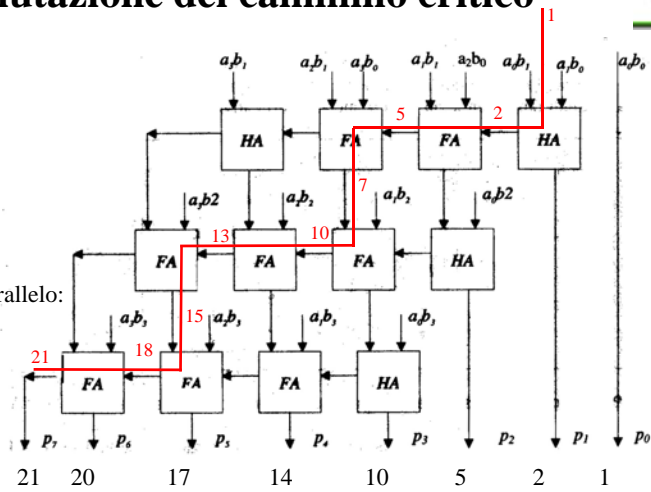 lutazione del cammino critico
1
a3b1 a2b1 a3b0 a1b1 a2b0 a0b1 a1b0 a0b0
5 2
HA FA FA HA
7
a3b2 a2b2 a1b2 a0b2
13 10
FA FA FA HA
rallelo:
15
a3b3 a2b3 a1b3 a0b3
21 18
FA FA FA HA
p7 p6 p5 p4 p3 p2 p1 p0
21 20 17 14 10 5 2 1